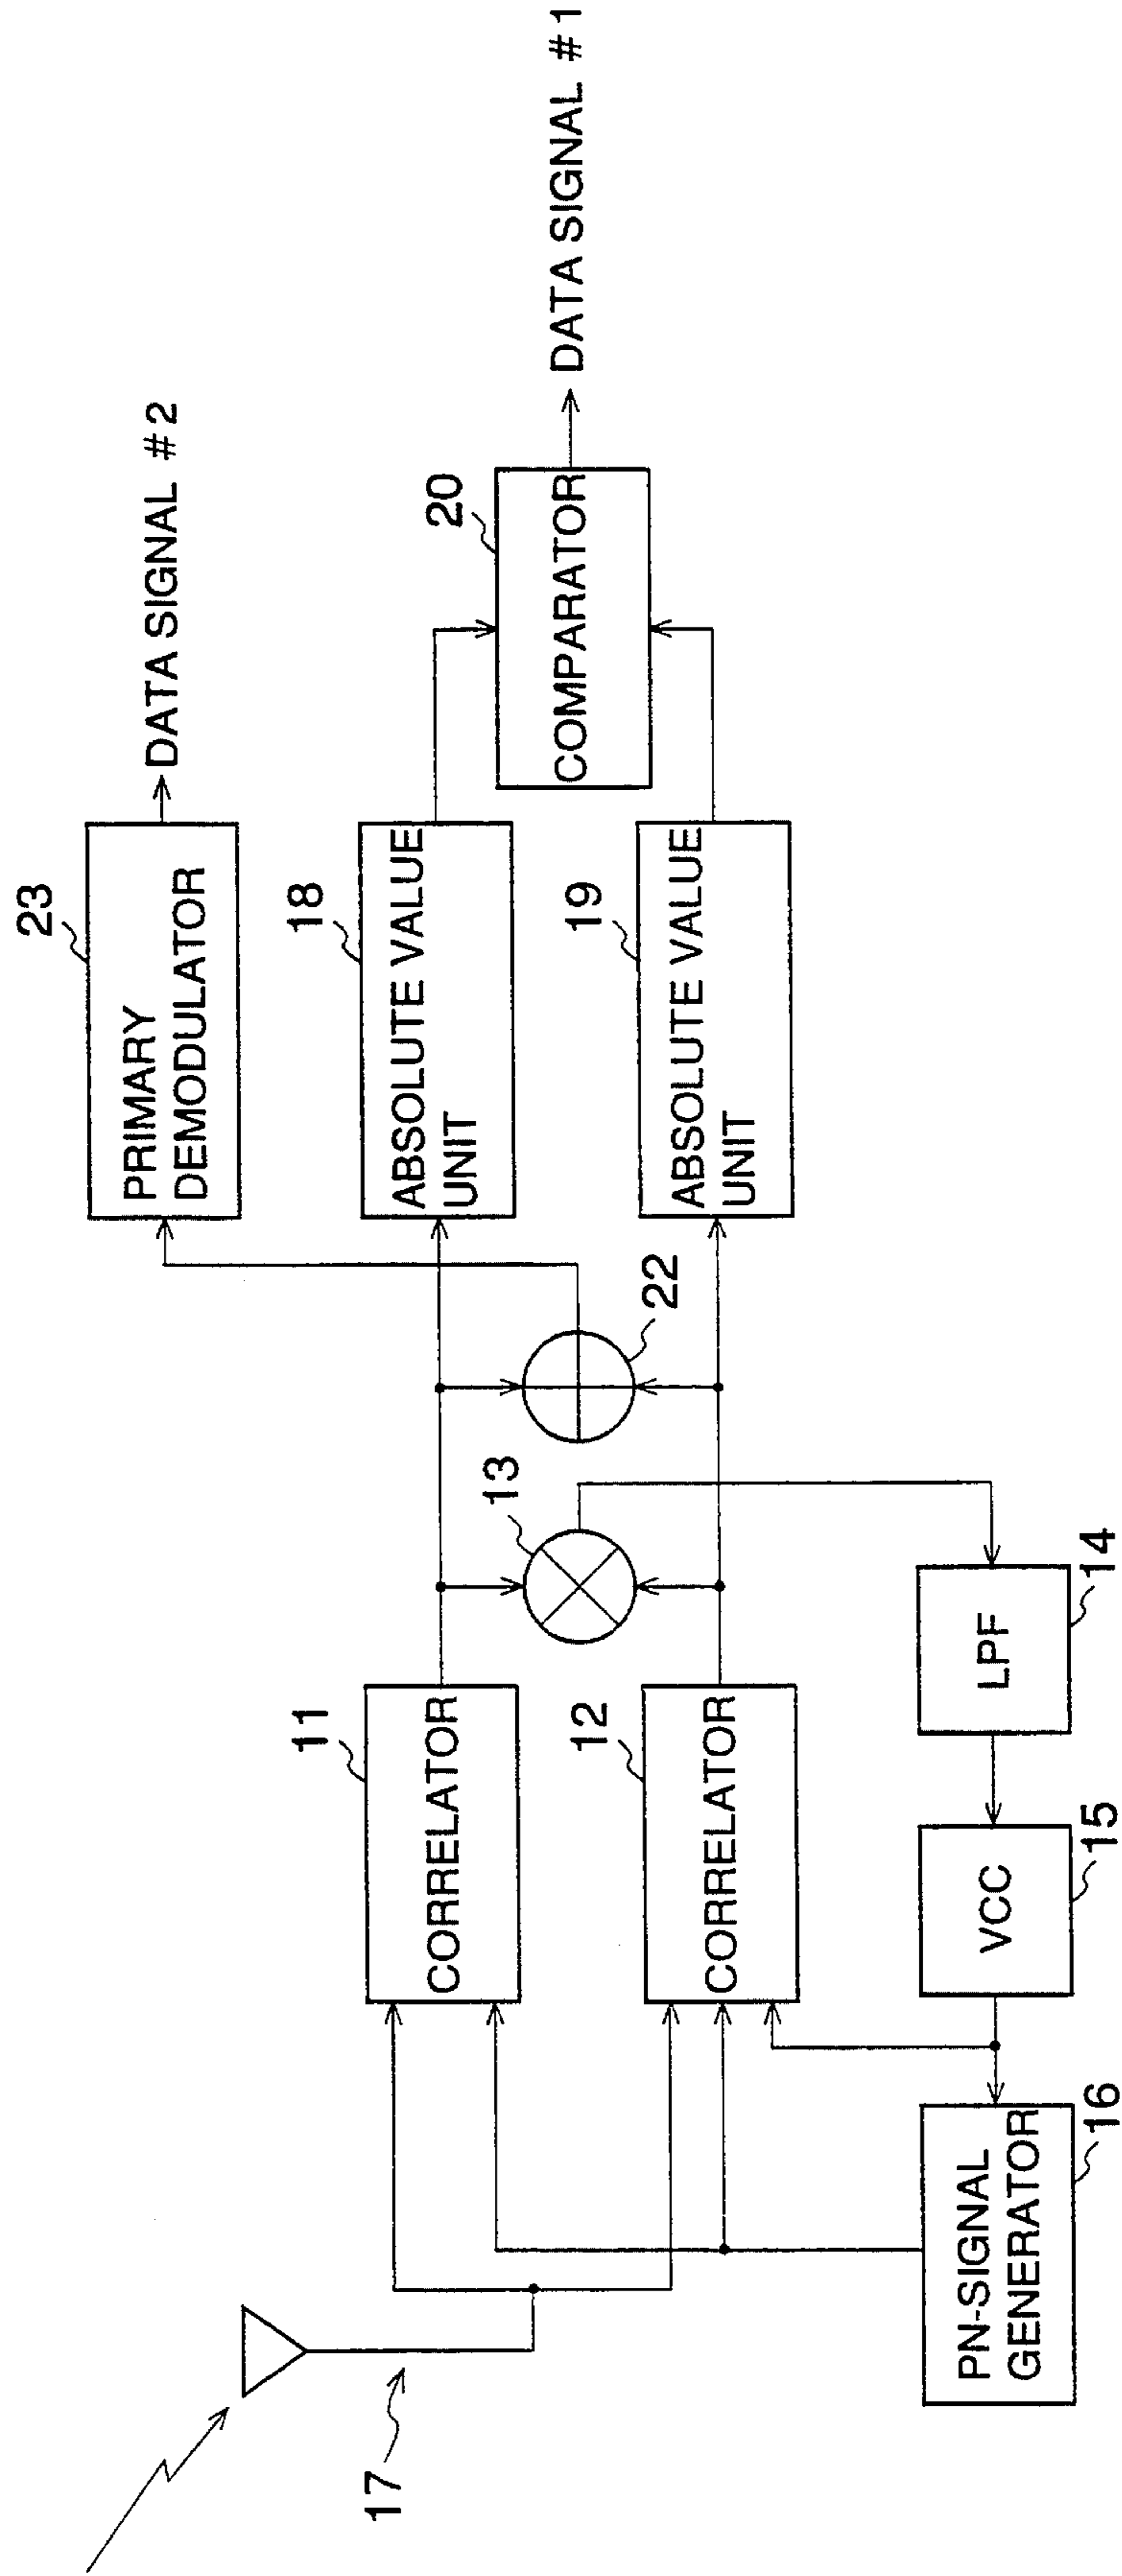 23
PRIMARY
DEMODULATOR
DATA SIGNAL #2
11
CORRELATOR
13
18
ABSOLUTE VALUE
UNIT
20
COMPARATOR
DATA SIGNAL #1
17
12
CORRELATOR
22
19
ABSOLUTE VALUE
UNIT
PN-SIGNAL
GENERATOR
16
VCC
15
LPF
14